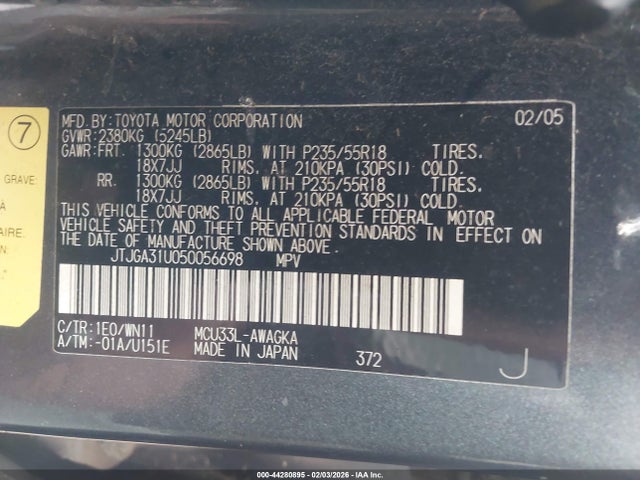 7
GRAVE:
À
AIRE.
MFD.BY:TOYOTA MOTOR CORPORATION 02/05
GVWR:2380KG (5245LB)
GAWR:FRT. 1300KG (2865LB) WITH P235/55R18 TIRES,
18X7JJ RIMS, AT 210KPA (30PSI) COLD.
RR. 1300KG (2865LB) WITH P235/55R18 TIRES,
18X7JJ RIMS, AT 210KPA (30PSI) COLD.
THIS VEHICLE CONFORMS TO ALL APPLICABLE FEDERAL MOTOR
VEHICLE SAFETY AND THEFT PREVENTION STANDARDS IN EFFECT ON
THE DATE OF MANUFACTURE SHOWN ABOVE.
JTJGA31U050056698 MPV
C/TR:1E0/WN11 MCU33L-AWAGKA
A/TM:-01A/U151E MADE IN JAPAN 372 J
000-44280895 - 02/03/2026 - IAAI.CA